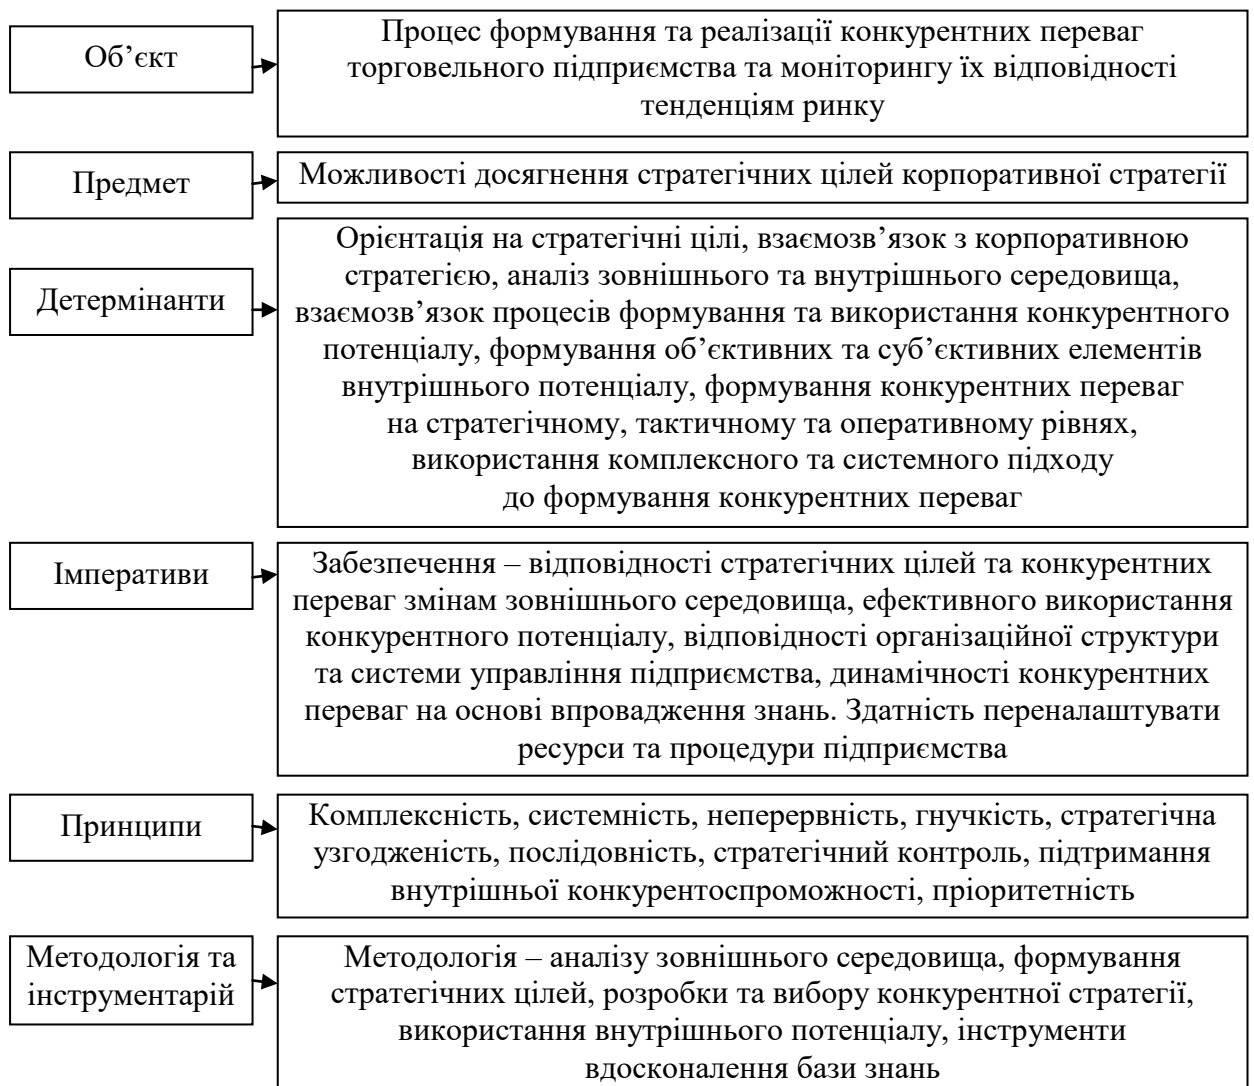 Об’єкт
Процес формування та реалізації конкурентних переваг
торговельного підприємства та моніторингу їх відповідності
тенденціям ринку
Предмет
Можливості досягнення стратегічних цілей корпоративної стратегії
Детермінанти
Орієнтація на стратегічні цілі, взаємозв’язок з корпоративною
стратегією, аналіз зовнішнього та внутрішнього середовища,
взаємозв’язок процесів формування та використання конкурентного
потенціалу, формування об’єктивних та суб’єктивних елементів
внутрішнього потенціалу, формування конкурентних переваг
на стратегічному, тактичному та оперативному рівнях,
використання комплексного та системного підходу
до формування конкурентних переваг
Імперативи
Забезпечення – відповідності стратегічних цілей та конкурентних
переваг змінам зовнішнього середовища, ефективного використання
конкурентного потенціалу, відповідності організаційної структури
та системи управління підприємства, динамічності конкурентних
переваг на основі впровадження знань. Здатність переналаштувати
ресурси та процедури підприємства
Принципи
Комплексність, системність, неперервність, гнучкість, стратегічна
узгодженість, послідовність, стратегічний контроль, підтримання
внутрішньої конкурентоспроможності, пріоритетність
Методологія та
інструментарій
Методологія – аналізу зовнішнього середовища, формування
стратегічних цілей, розробки та вибору конкурентної стратегії,
використання внутрішнього потенціалу, інструменти
вдосконалення бази знань